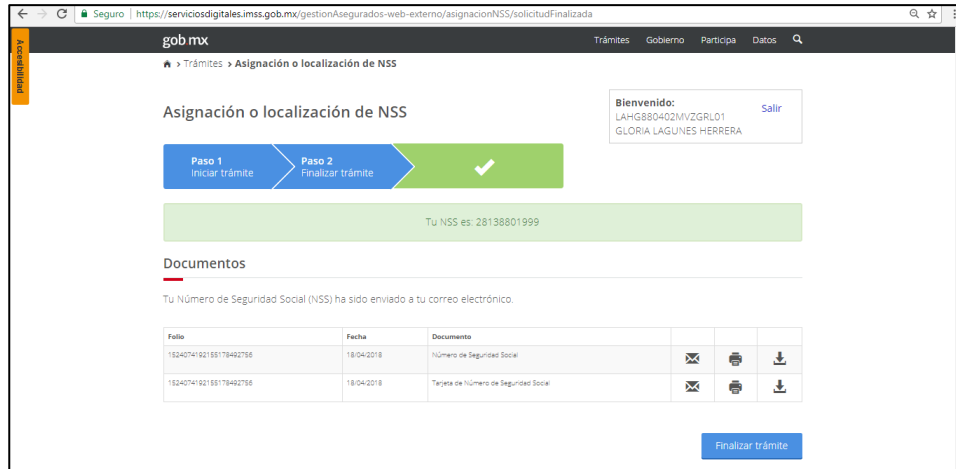 Seguro | https://serviciosdigitales.imss.gob.mx/gestionAsegurados-web-externo/asignacionNSS/solicitudFinalizada
Accesibilidad
gob mx Trámites Gobierno Participa Datos
> Trámites > Asignación o localización de NSS
Asignación o localización de NSS
Bienvenido: Salir
LAHG880402MVZGRL01
GLORIA LAGUNES HERRERA
Paso 1 Paso 2
Iniciar trámite Finalizar trámite
Tu NSS es: 28138801999
Documentos
Tu Número de Seguridad Social (NSS) ha sido enviado a tu correo electrónico.
Folio Fecha Documento
1524074192155178492756 18/04/2018 Número de Seguridad Social
1524074192155178492756 18/04/2018 Tarjeta de Número de Seguridad Social
Finalizar trámite